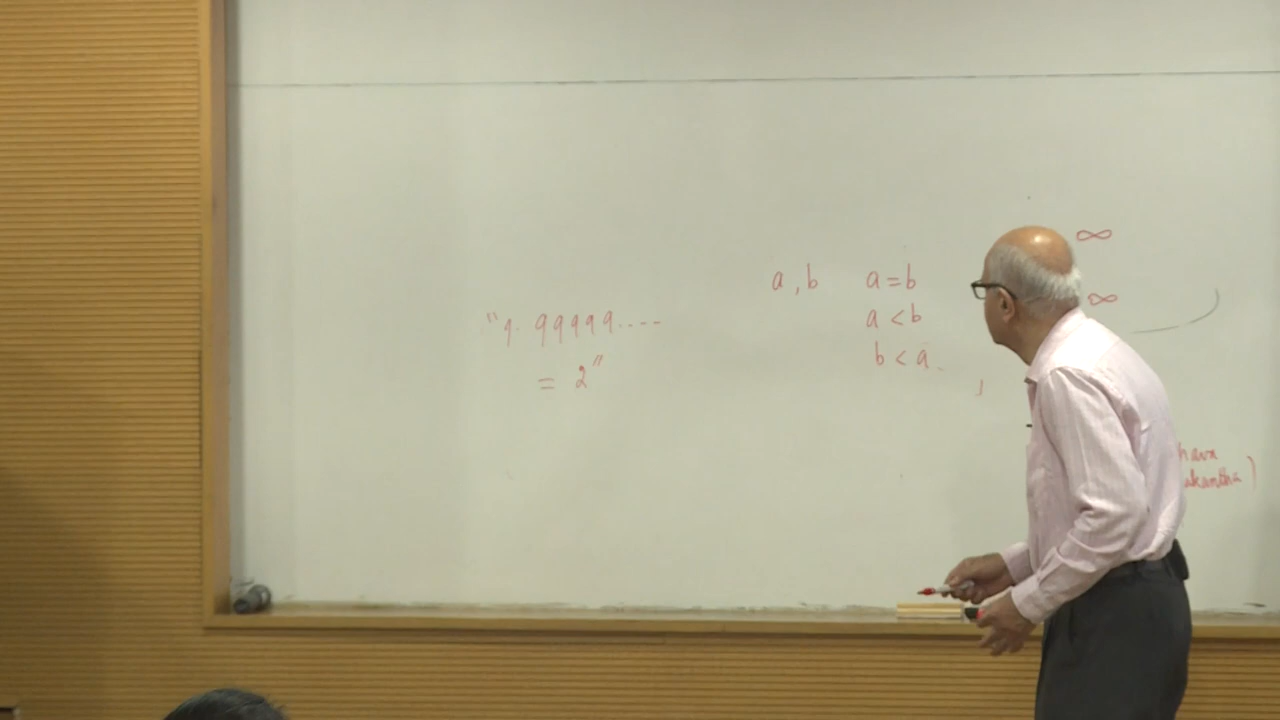 "1.99999....--
= 2"
a, b a = b
a < b
b < a
∞
∞